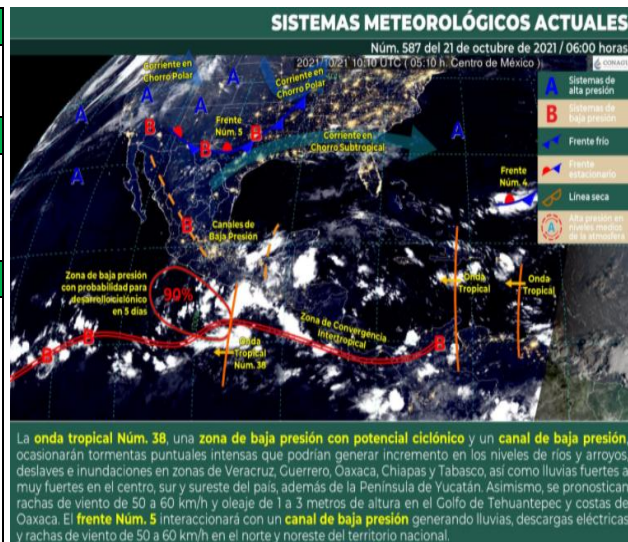 SISTEMAS METEOROLÓGICOS ACTUALES
Núm. 587 del 21 de octubre de 2021 / 06:00 horas
2021/10/21 10:10 UTC ( 05:10 h. Centro de México )
Corriente en
Chorro Polar
A
Corriente en
Chorro Polar
A
A
A
A
B
Frente
Núm. 5
B
B
Corriente en
Chorro Subtropical
A
A
Frente
Núm. 4
B
Canales de
Baja Presión
Zona de baja presión
con probabilidad para
desarrollo ciclónico
en 5 días
90%
Onda
Tropical
Onda
Tropical
Zona de Convergencia
Intertropical
B
B
B
Onda
Tropical
Núm. 38
A
Sistemas de
alta presión
B
Sistemas de
baja presión
Frente frío
Frente
estacionario
Línea seca
A
Alta presión en
niveles medios
de la atmosfera
La onda tropical Núm. 38, una zona de baja presión con potencial ciclónico y un canal de baja presión,
ocasionarán tormentas puntuales intensas que podrían generar incremento en los niveles de ríos y arroyos,
deslaves e inundaciones en zonas de Veracruz, Guerrero, Oaxaca, Chiapas y Tabasco, así como lluvias fuertes a
muy fuertes en el centro, sur y sureste del país, además de la Península de Yucatán. Asimismo, se pronostican
rachas de viento de 50 a 60 km/h y oleaje de 1 a 3 metros de altura en el Golfo de Tehuantepec y costas de
Oaxaca. El frente Núm. 5 interaccionará con un canal de baja presión generando lluvias, descargas eléctricas
y rachas de viento de 50 a 60 km/h en el norte y noreste del territorio nacional.